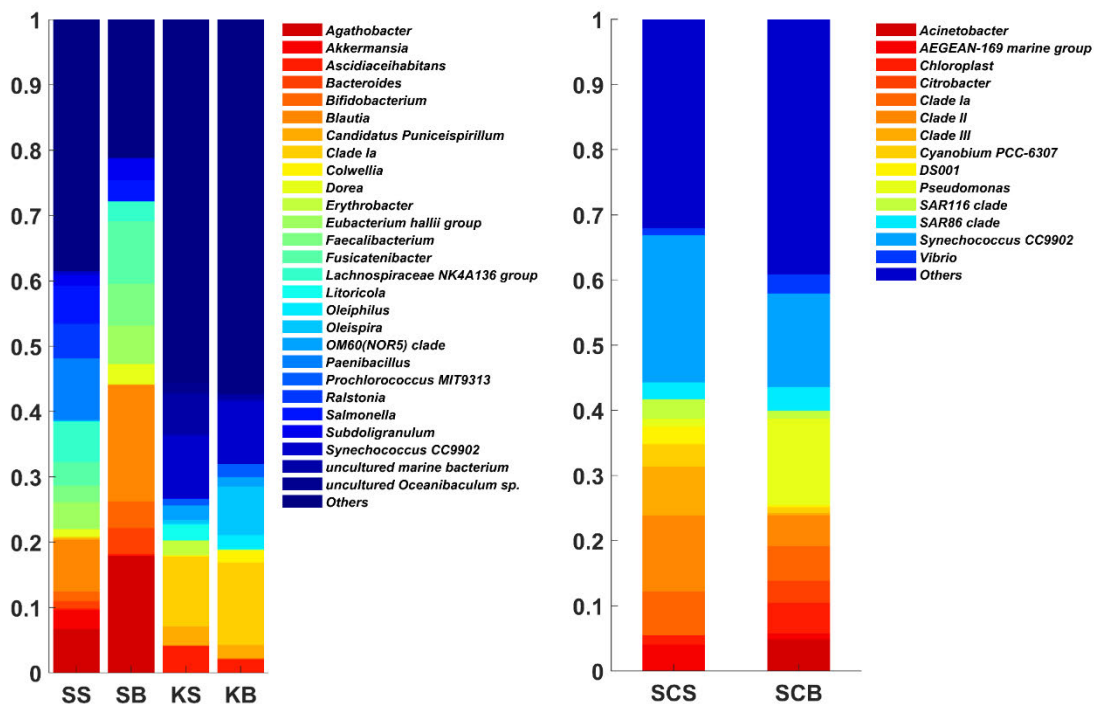 1
0.9
0.8
0.7
0.6
0.5
0.4
0.3
0.2
0.1
0
SS SB KS KB
Agathobacter
Akkermansia
Ascidiaceihabitans
Bacteroides
Bifidobacterium
Blautia
Candidatus Puniceispirillum
Clade Ia
Colwellia
Dorea
Erythrobacter
Eubacterium hallii group
Faecalibacterium
Fusicatenibacter
Lachnospiraceae NK4A136 group
Litoricola
Oleiphilus
Oleispira
OM60(NOR5) clade
Paenibacillus
Prochlorococcus MIT9313
Ralstonia
Salmonella
Subdoligranulum
Synechococcus CC9902
uncultured marine bacterium
uncultured Oceanibaculum sp.
Others
1
0.9
0.8
0.7
0.6
0.5
0.4
0.3
0.2
0.1
0
SCS SCB
Acinetobacter
AEGEAN-169 marine group
Chloroplast
Citrobacter
Clade Ia
Clade II
Clade III
Cyanobium PCC-6307
DS001
Pseudomonas
SAR116 clade
SAR86 clade
Synechococcus CC9902
Vibrio
Others